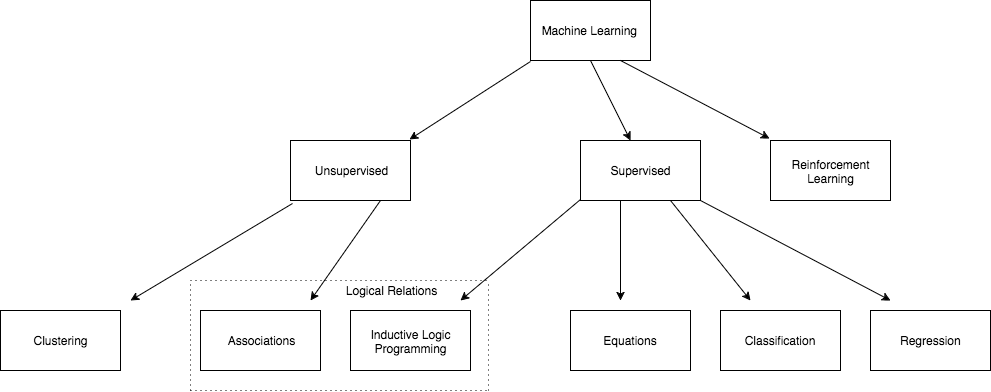 Machine Learning
Unsupervised
Supervised
Reinforcement
Learning
Logical Relations
Clustering
Associations
Inductive Logic
Programming
Equations
Classification
Regression